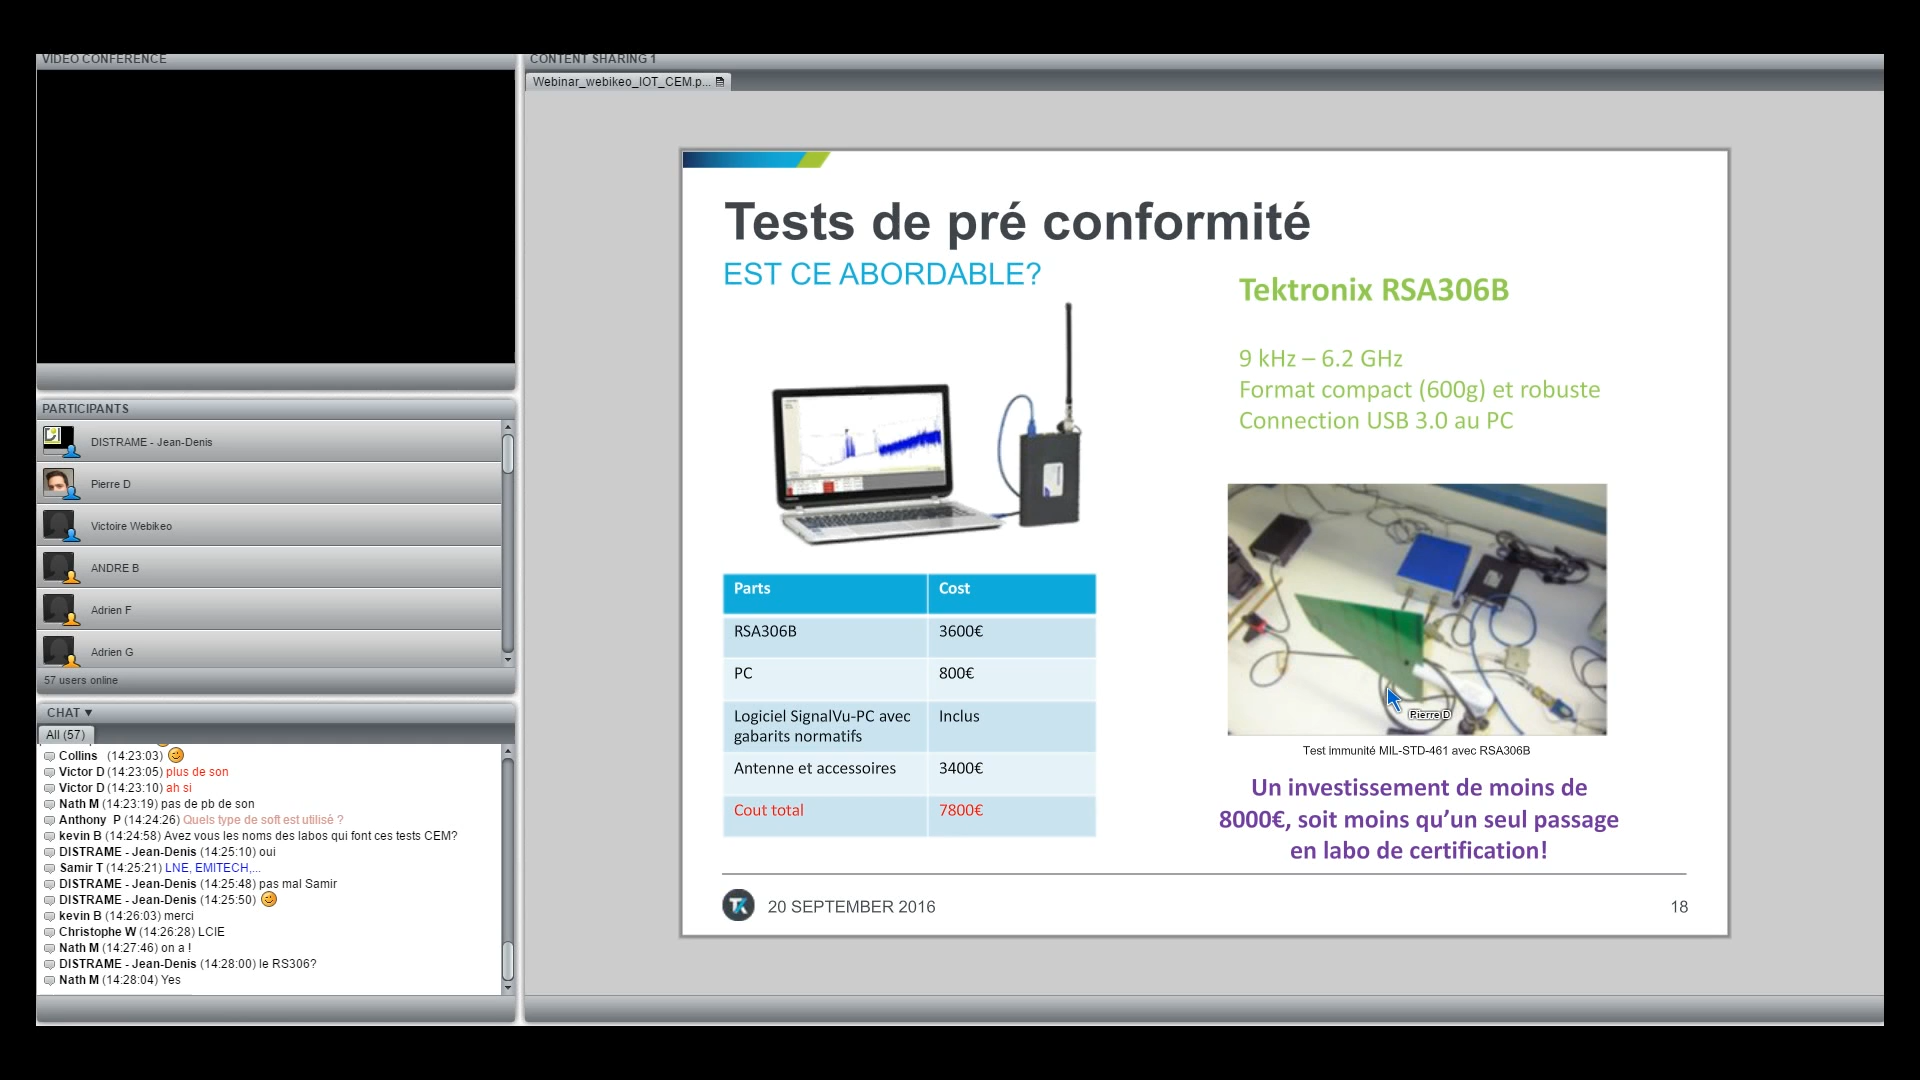 VIDEO CONFERENCE
PARTICIPANTS
DISTRAME - Jean-Denis
Pierre D
Victoire Webikeo
ANDRE B
Adrien F
Adrien G
57 users online
CHAT ▾
All (57)
Collins (14:23:03)
Victor D (14:23:05) plus de son
Victor D (14:23:10) ah si
Nath M (14:23:19) pas de pb de son
Anthony P (14:24:26) Quels type de soft est utilisé ?
kevin B (14:24:58) Avez vous les noms des labos qui font ces tests CEM?
DISTRAME - Jean-Denis (14:25:10) oui
Samir T (14:25:21) LNE, EMITECH,...
DISTRAME - Jean-Denis (14:25:48) pas mal Samir
DISTRAME - Jean-Denis (14:25:50)
kevin B (14:26:03) merci
Christophe W (14:26:28) LCIE
Nath M (14:27:46) on a !
DISTRAME - Jean-Denis (14:28:00) le RS306?
Nath M (14:28:04) Yes
CONTENT SHARING 1
Webinar_webikeo_IOT_CEM.p...
Tests de pré conformité
EST CE ABORDABLE?
Tektronix RSA306B
9 kHz – 6.2 GHz
Format compact (600g) et robuste
Connection USB 3.0 au PC
Parts Cost
RSA306B 3600€
PC 800€
Logiciel SignalVu-PC avec Inclus
gabarits normatifs
Antenne et accessoires 3400€
Cout total 7800€
Pierre D
Test immunité MIL-STD-461 avec RSA306B
Un investissement de moins de
8000€, soit moins qu’un seul passage
en labo de certification!
20 SEPTEMBER 2016
18